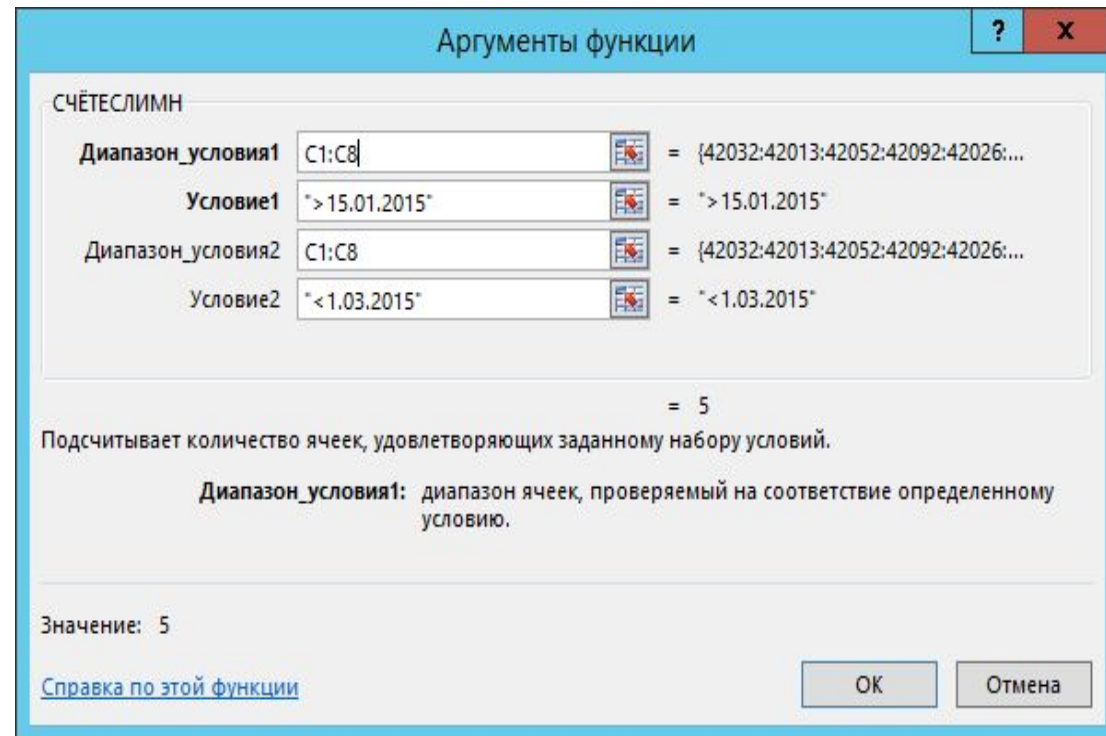 Аргументы функции
? x
СЧЁТЕСЛИМН
Диапазон_условия1 C1:C8 = {42032:42013:42052:42092:42026:...
Условие1 ">15.01.2015" = ">15.01.2015"
Диапазон_условия2 C1:C8 = {42032:42013:42052:42092:42026:...
Условие2 "<1.03.2015" = "<1.03.2015"
= 5
Подсчитывает количество ячеек, удовлетворяющих заданному набору условий.
Диапазон_условия1: диапазон ячеек, проверяемый на соответствие определенному
условию.
Значение: 5
Справка по этой функции
ОК Отмена